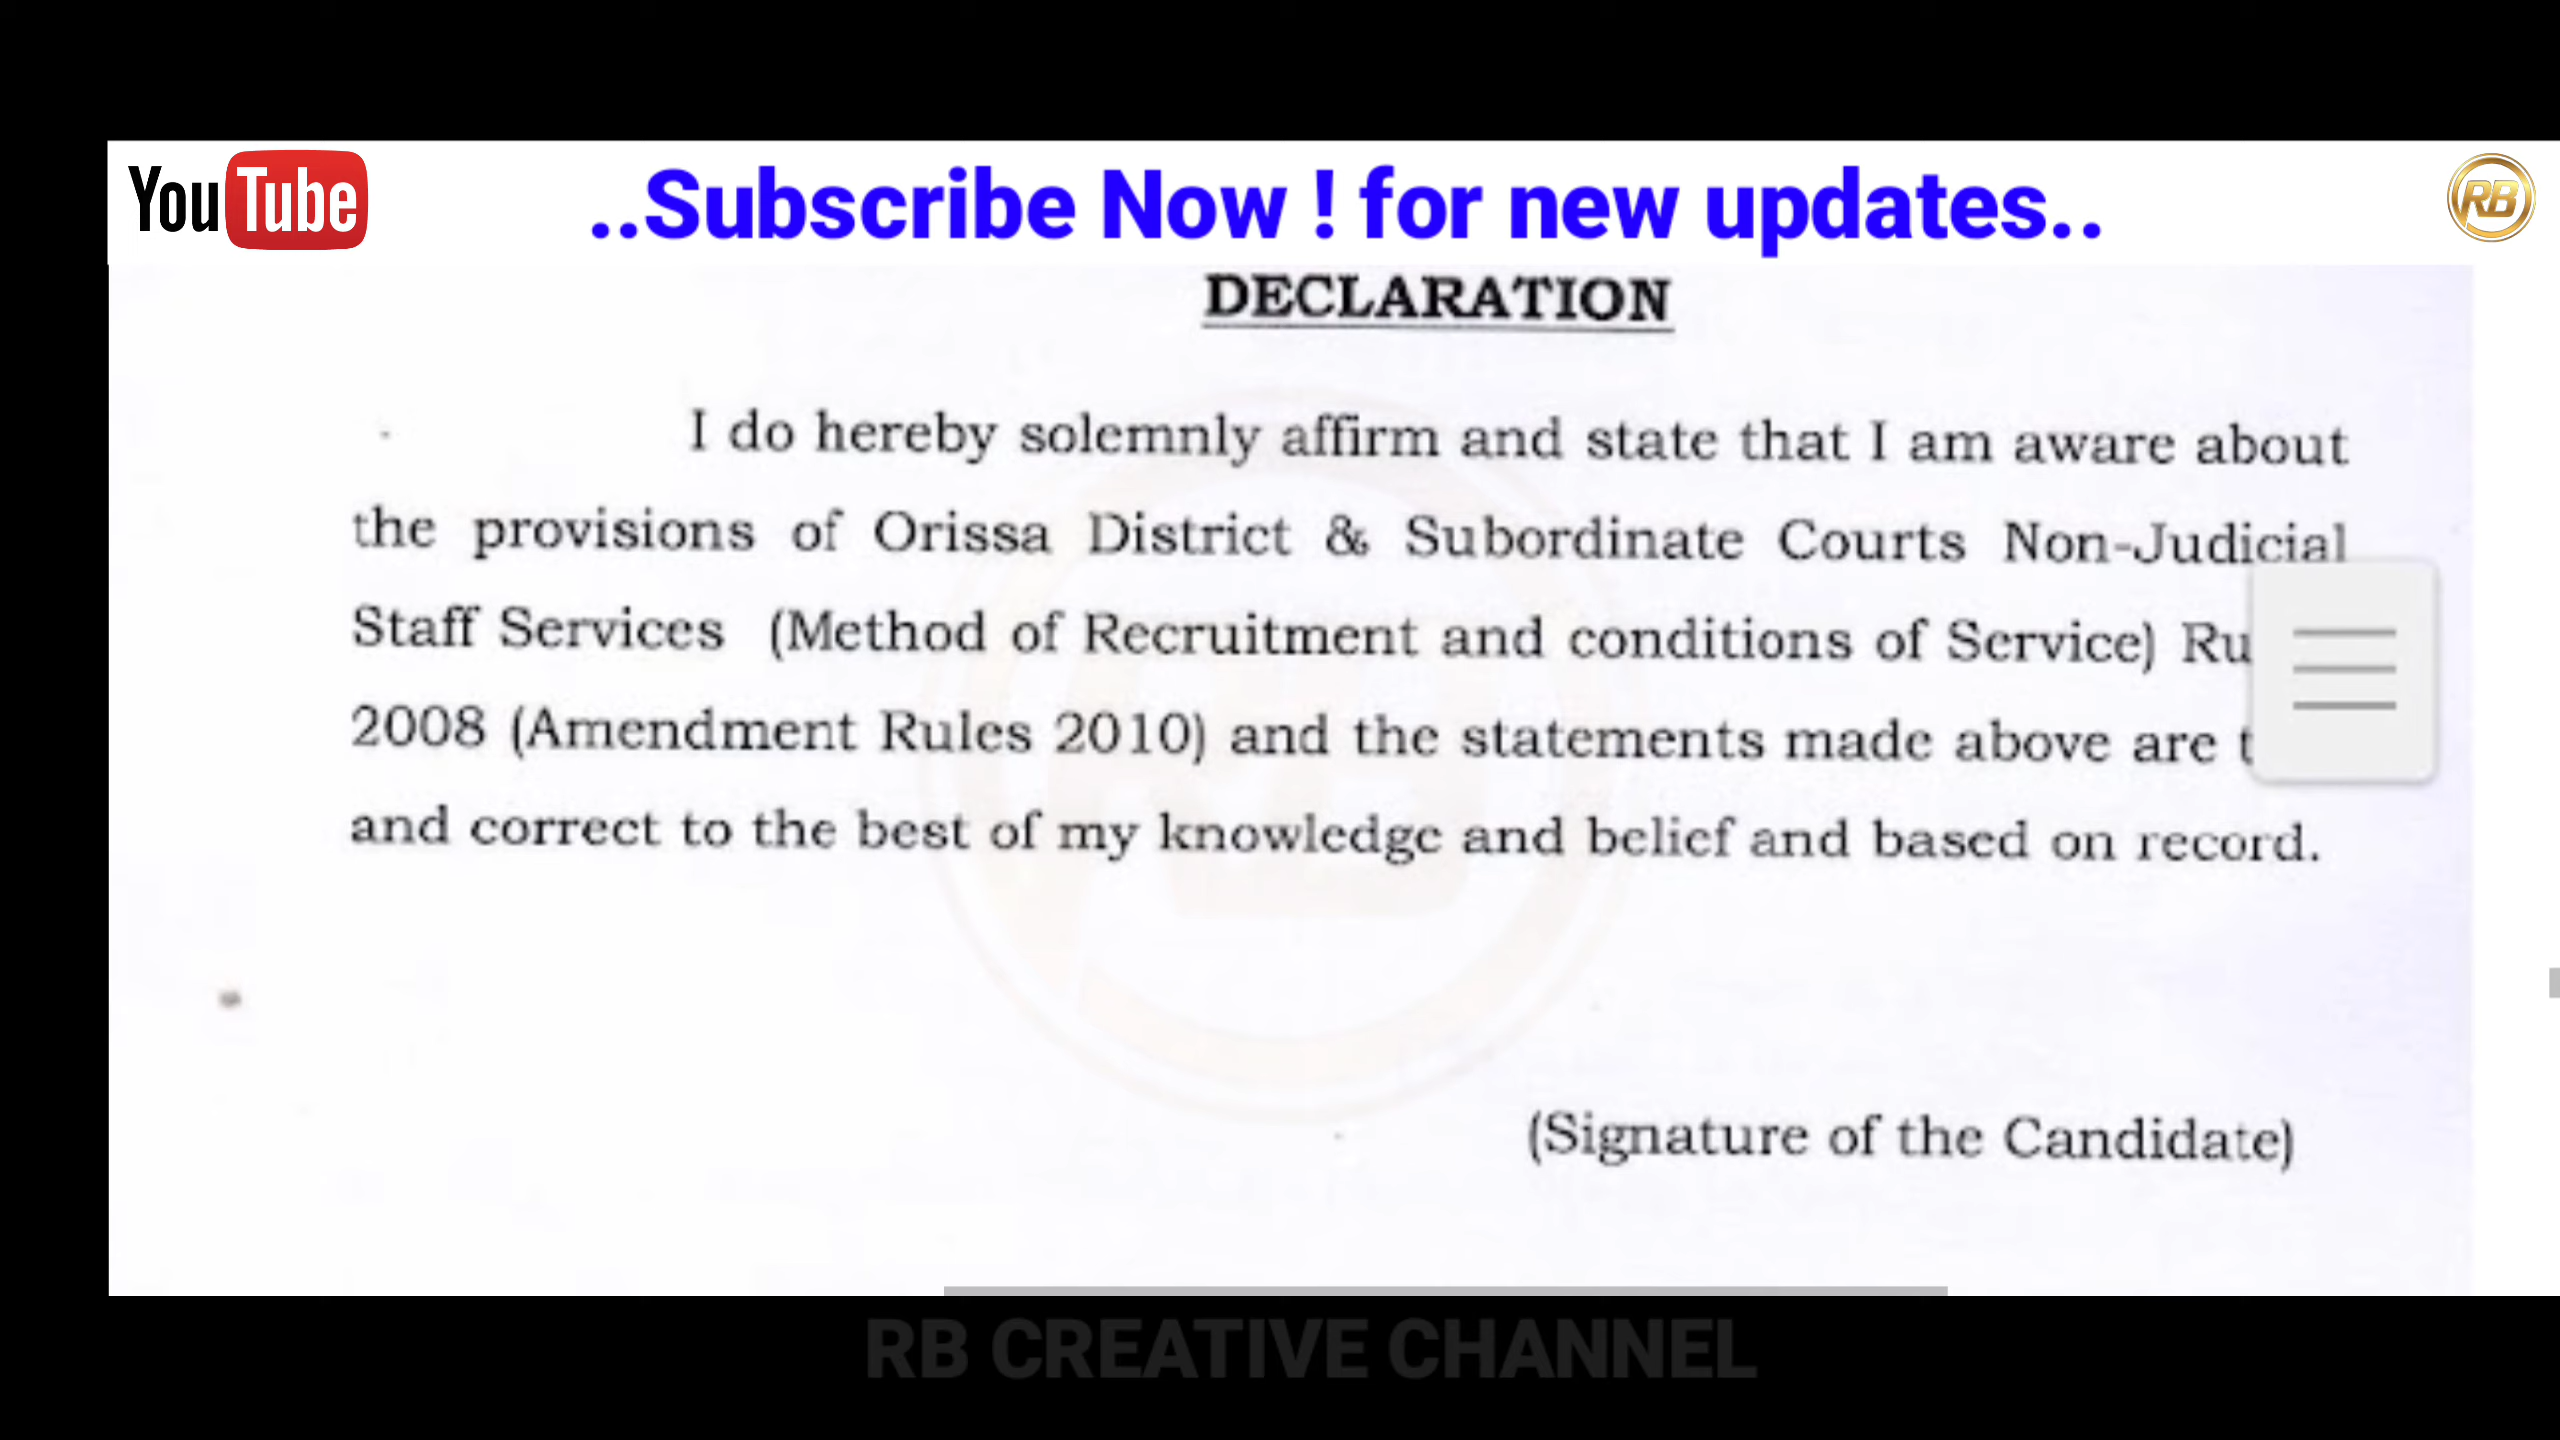 YouTube
..Subscribe Now ! for new updates..
RB
DECLARATION
I do hereby solemnly affirm and state that I am aware about
the provisions of Orissa District & Subordinate Courts Non-Judicial
Staff Services (Method of Recruitment and conditions of Service)
2008 (Amendment Rules 2010) and the statements made above are
and correct to the best of my knowledge and belief and based on record.
(Signature of the Candidate)
RB CREATIVE CHANNEL